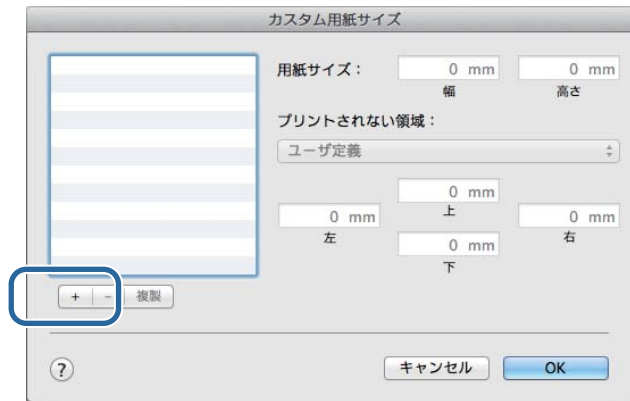 カスタム用紙サイズ
用紙サイズ： 0 mm 0 mm
幅 高さ
プリントされない領域：
ユーザ定義
0 mm
上
0 mm 0 mm
左 右
0 mm
下
+ - 複製
? キャンセル OK